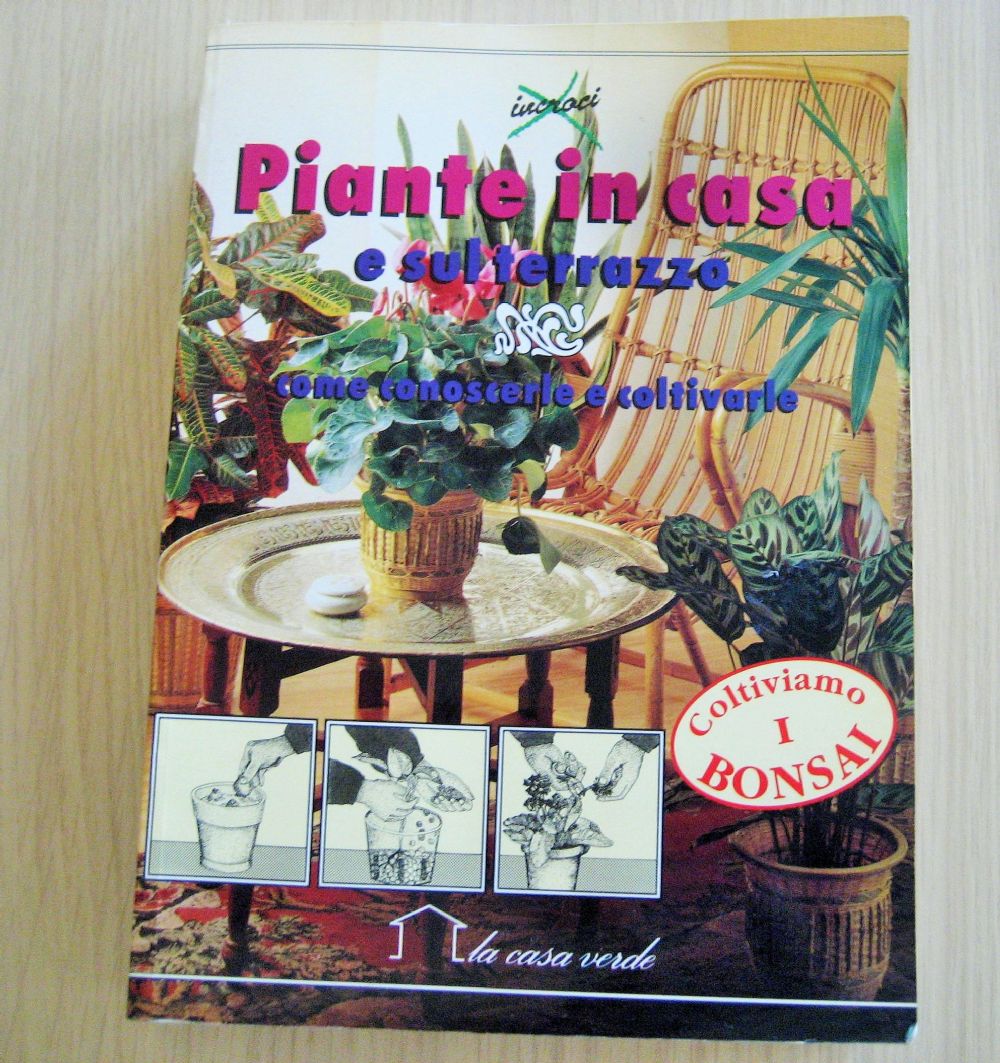 incroci
Piante in casa
e sul terrazzo
come conoscerle e coltivarle
Coltiviamo
I
BONSAI
la casa verde